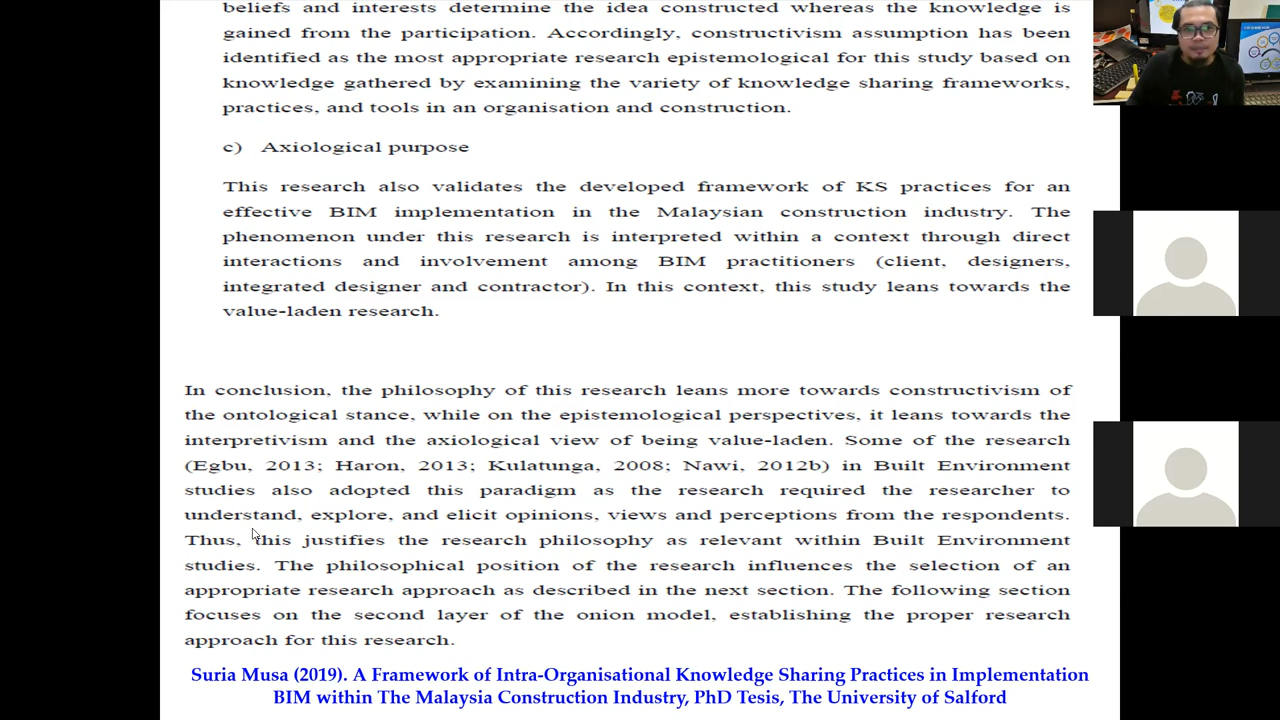 beliefs and interests determine the idea constructed whereas the knowledge is
gained from the participation. Accordingly, constructivism assumption has been
identified as the most appropriate research epistemological for this study based on
knowledge gathered by examining the variety of knowledge sharing frameworks,
practices, and tools in an organisation and construction.
c) Axiological purpose
This research also validates the developed framework of KS practices for an
effective BIM implementation in the Malaysian construction industry. The
phenomenon under this research is interpreted within a context through direct
interactions and involvement among BIM practitioners (client, designers,
integrated designer and contractor). In this context, this study leans towards the
value-laden research.
In conclusion, the philosophy of this research leans more towards constructivism of
the ontological stance, while on the epistemological perspectives, it leans towards the
interpretivism and the axiological view of being value-laden. Some of the research
(Egbu, 2013; Haron, 2013; Kulatunga, 2008; Nawi, 2012b) in Built Environment
studies also adopted this paradigm as the research required the researcher to
understand, explore, and elicit opinions, views and perceptions from the respondents.
Thus, this justifies the research philosophy as relevant within Built Environment
studies. The philosophical position of the research influences the selection of an
appropriate research approach as described in the next section. The following section
focuses on the second layer of the onion model, establishing the proper research
approach for this research.
Suria Musa (2019). A Framework of Intra-Organisational Knowledge Sharing Practices in Implementation
BIM within The Malaysia Construction Industry, PhD Tesis, The University of Salford